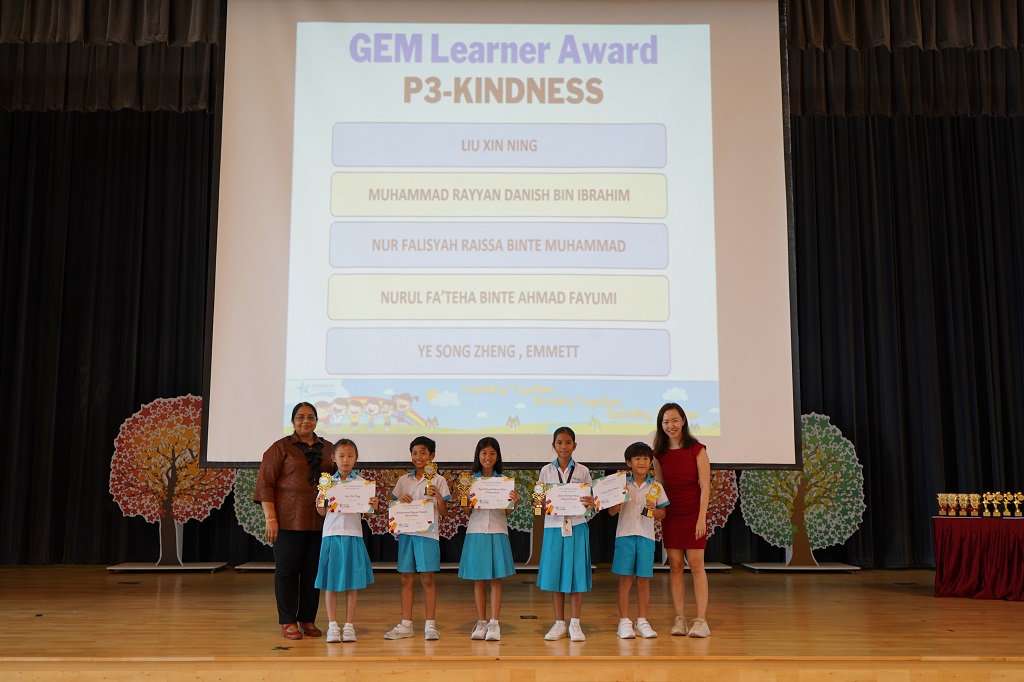 GEM Learner Award
P3-KINDNESS
LIU XIN NING
MUHAMMAD RAYYAN DANISH BIN IBRAHIM
NUR FALISYAH RAISSA BINTE MUHAMMAD
NURUL FA'TEHA BINTE AHMAD FAYUMI
YE SONG ZHENG , EMMETT